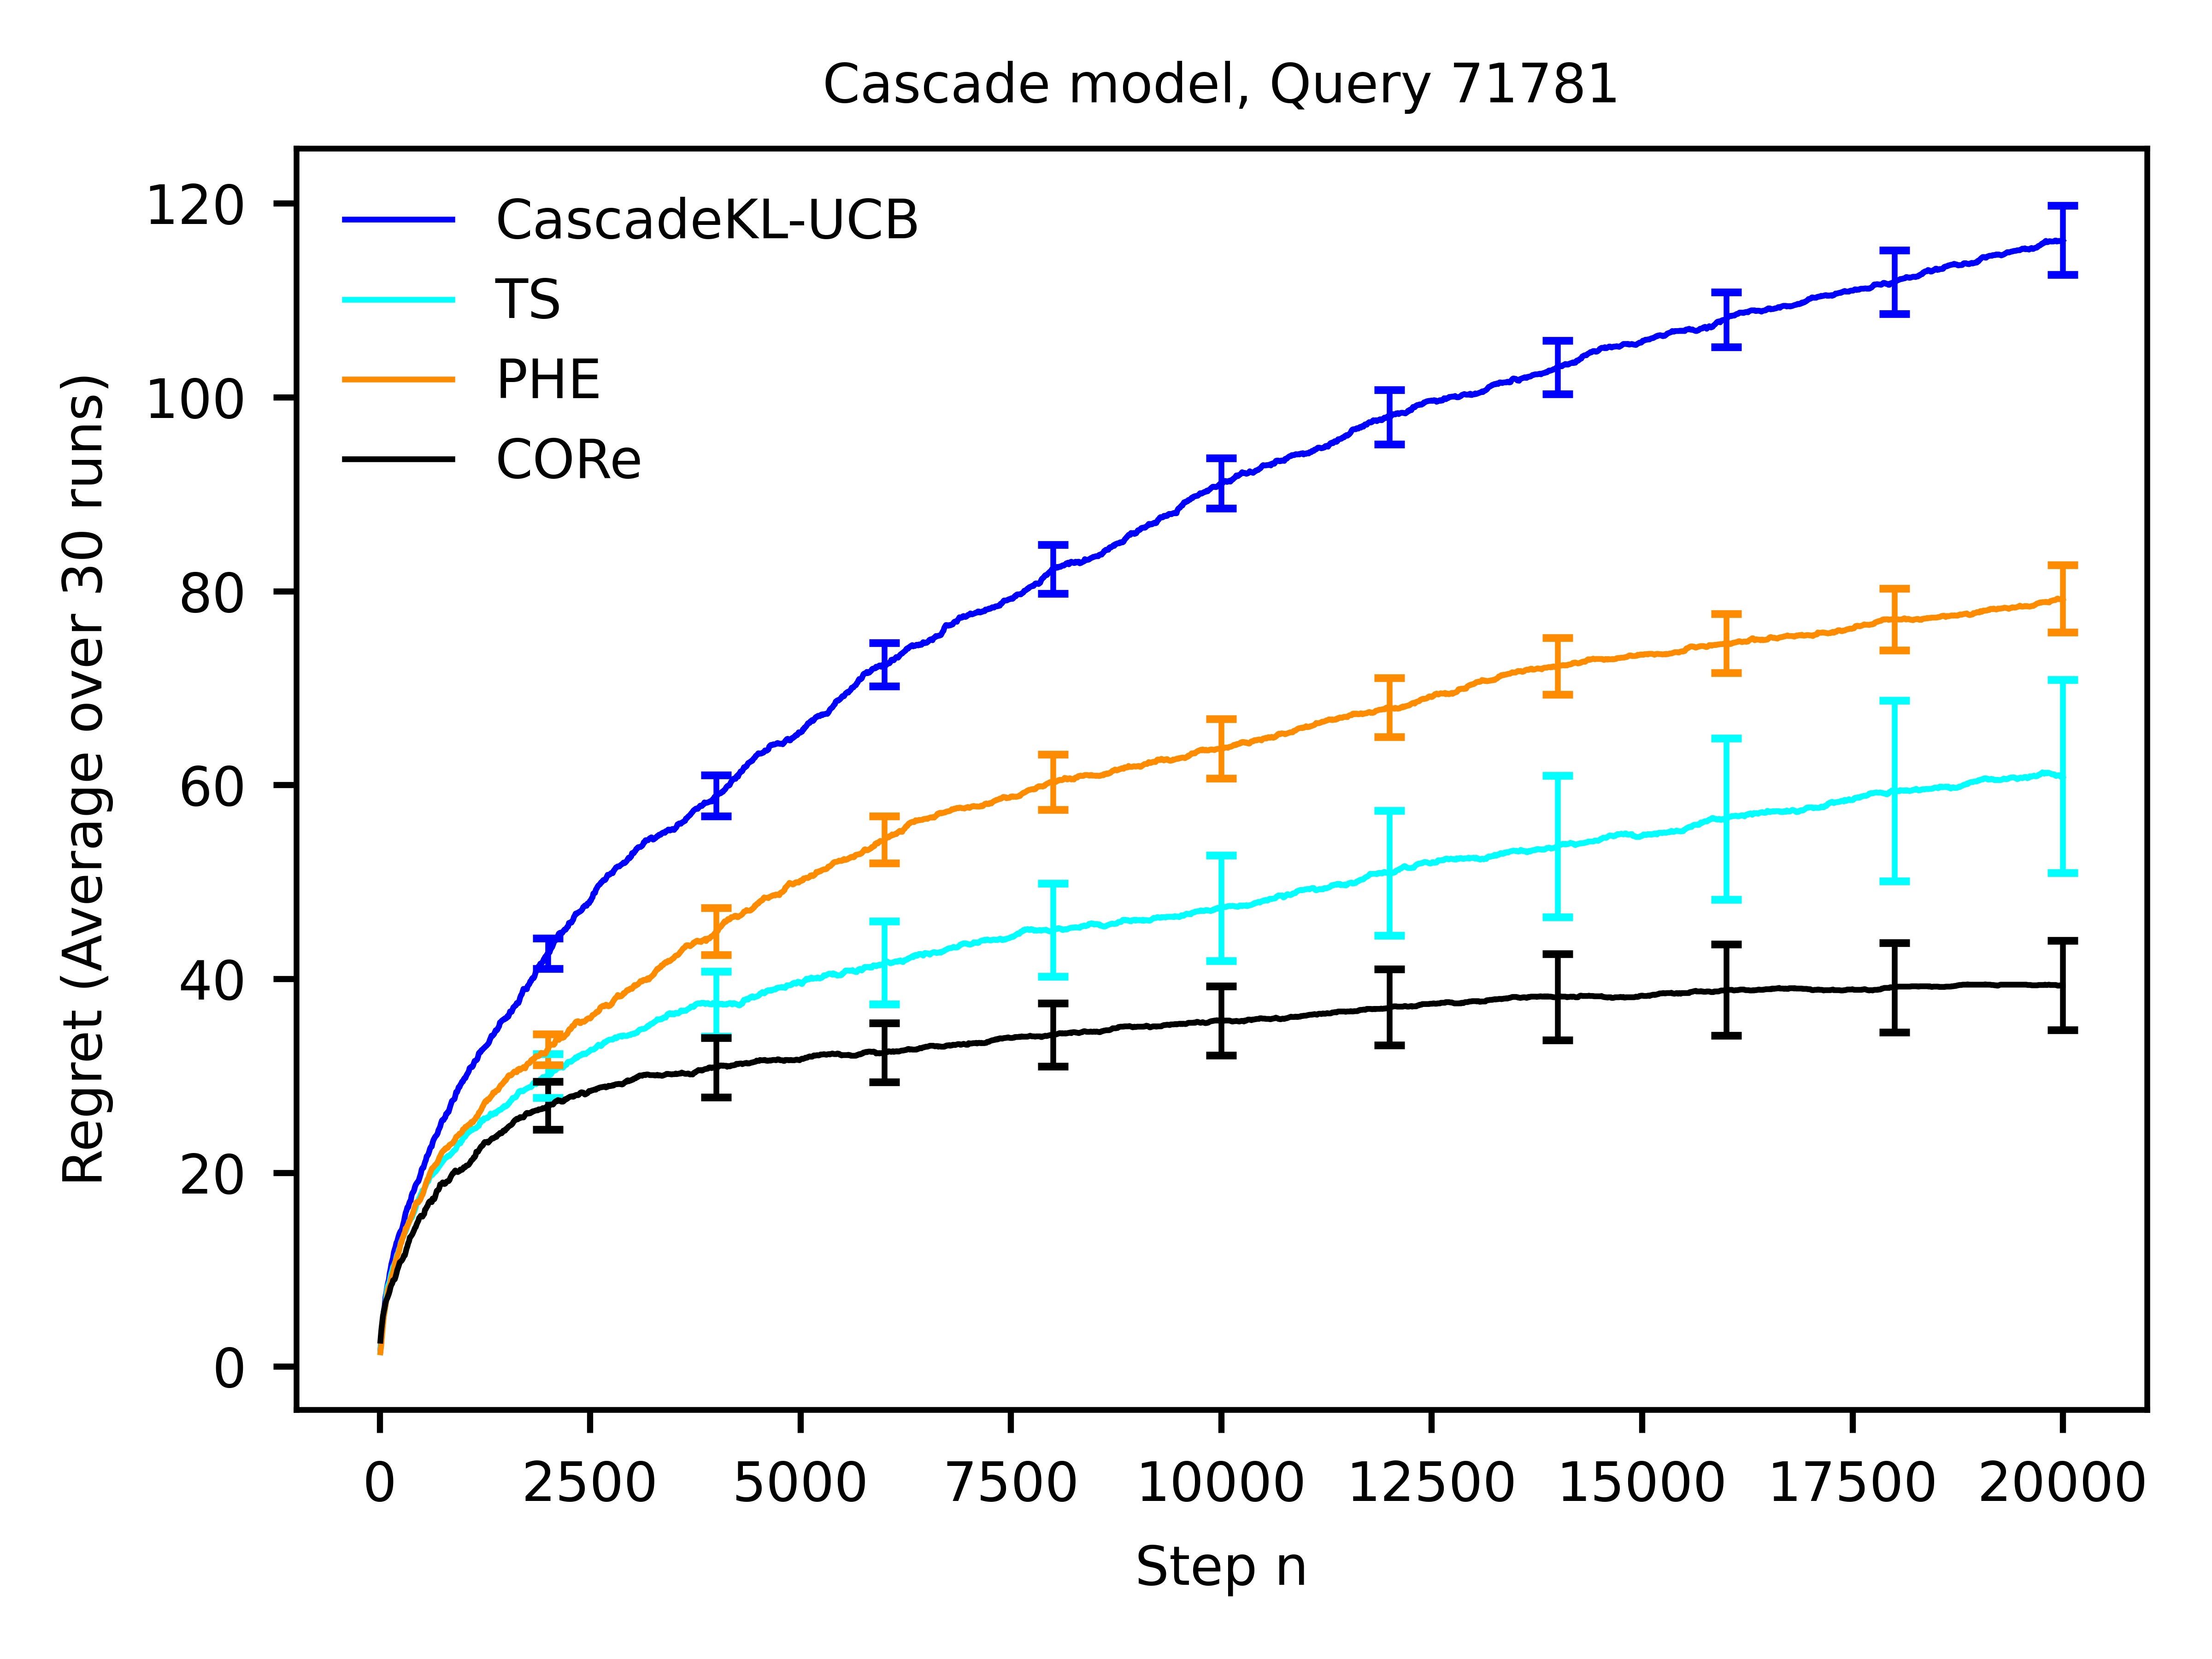 Cascade model, Query 71781
CascadeKL-UCB
TS
PHE
CORe
Regret (Average over 30 runs)
120
100
80
60
40
20
0
0 2500 5000 7500 10000 12500 15000 17500 20000
Step n